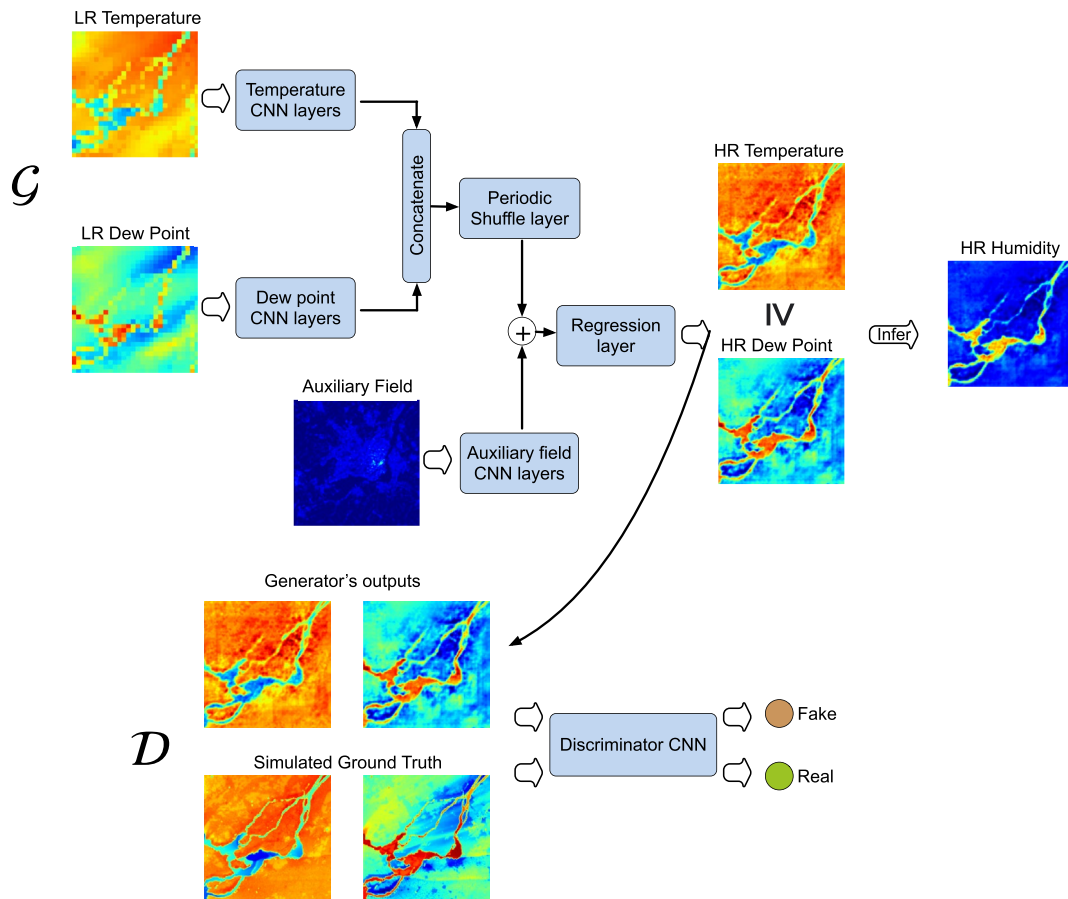 LR Temperature
Temperature
CNN layers
𝒢
Concatenate
Periodic
Shuffle layer
LR Dew Point
Dew point
CNN layers
HR Temperature
HR Humidity
+
Regression
layer
≥
Infer
HR Dew Point
Auxiliary Field
Auxiliary field
CNN layers
Generator's outputs
𝒟
Fake
Discriminator CNN
Simulated Ground Truth
Real